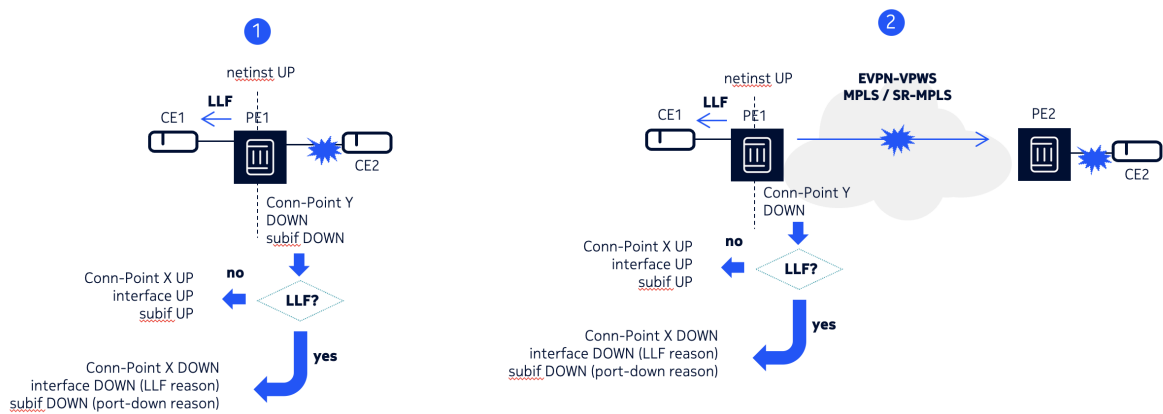 1
netinst UP
LLF
CE1
PE1
CE2
Conn-Point Y
DOWN
subif DOWN
no
Conn-Point X UP
interface UP
subif UP
LLF?
yes
Conn-Point X DOWN
interface DOWN (LLF reason)
subif DOWN (port-down reason)
2
netinst UP
EVPN-VPWS
MPLS / SR-MPLS
LLF
CE1
PE1
PE2
CE2
Conn-Point Y
DOWN
no
Conn-Point X UP
interface UP
subif UP
LLF?
yes
Conn-Point X DOWN
interface DOWN (LLF reason)
subif DOWN (port-down reason)